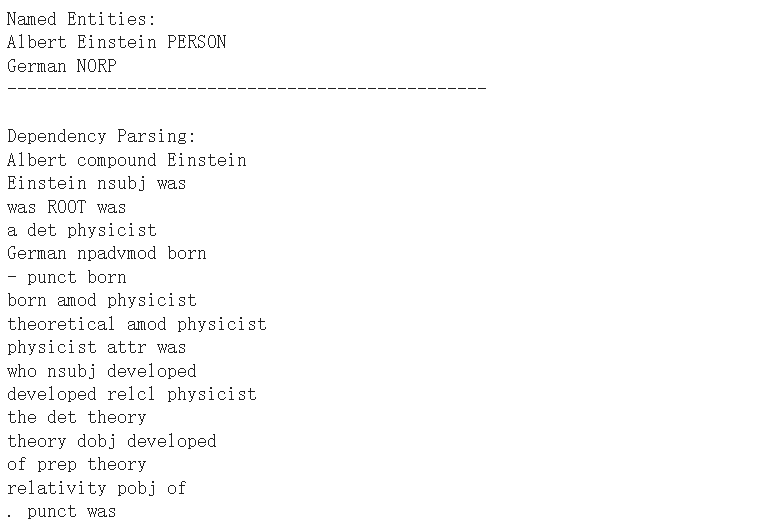 Named Entities:
Albert Einstein PERSON
German NORP
------------------------------------------------
Dependency Parsing:
Albert compound Einstein
Einstein nsubj was
was ROOT was
a det physicist
German npadvmod born
- punct born
born amod physicist
theoretical amod physicist
physicist attr was
who nsubj developed
developed relcl physicist
the det theory
theory dobj developed
of prep theory
relativity pobj of
. punct was